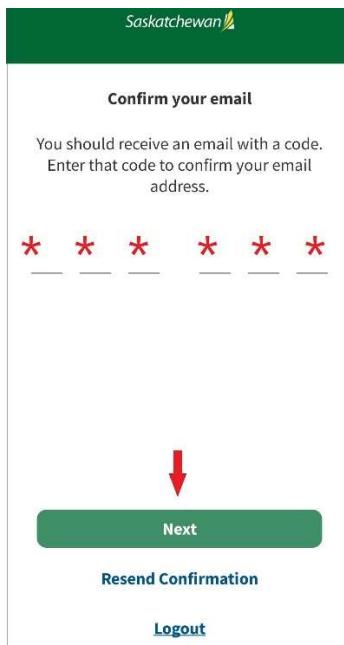 Saskatchewan
Confirm your email
You should receive an email with a code.
Enter that code to confirm your email
address.
* * * * * *
Next
Resend Confirmation
Logout